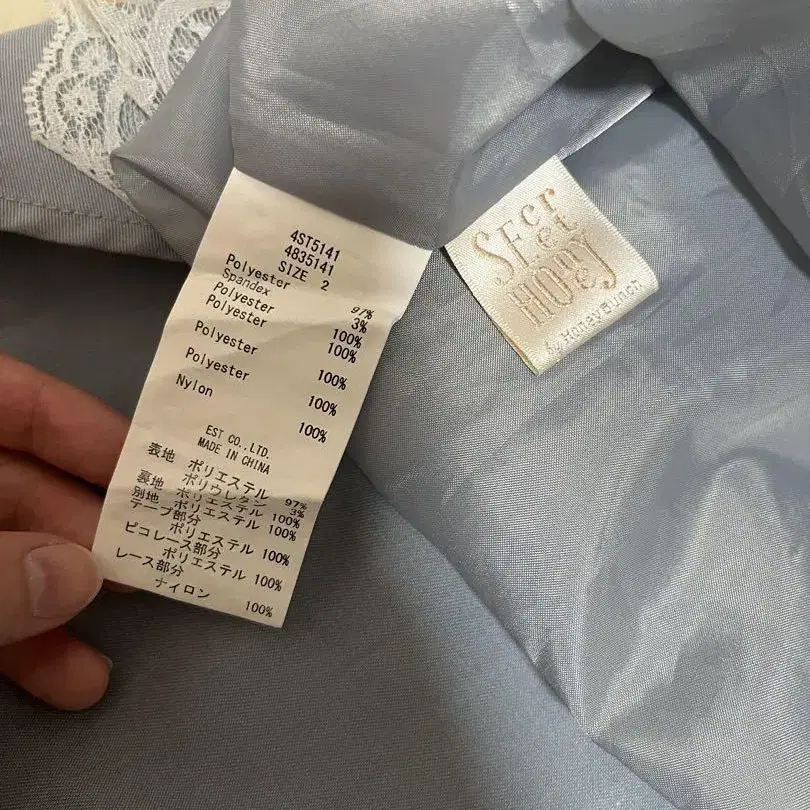 4ST5141
4835141
SIZE 2
Polyester 97%
Spandex 3%
Polyester 100%
Polyester 100%
Polyester 100%
Polyester 100%
Nylon 100%
EST CO.,LTD.
MADE IN CHINA
表地 ポリエステル 97%
ポリウレタン 3%
裏地 ポリエステル 100%
別地 ポリエステル 100%
テープ部分
ポリエステル 100%
ピコレース部分
ポリエステル 100%
レース部分
ナイロン 100%
SEcr
et
HOnEY
by Honey Bunch